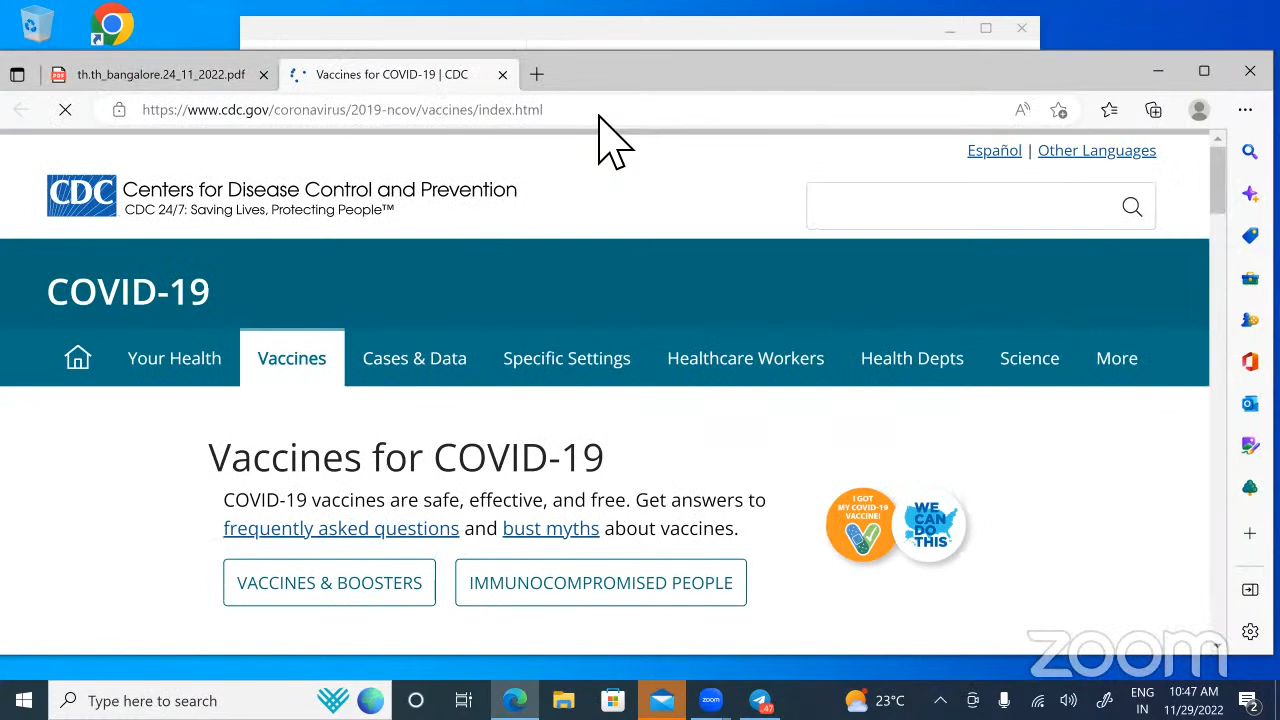 th.th_bangalore.24_11_2022.pdf
Vaccines for COVID-19 | CDC
https://www.cdc.gov/coronavirus/2019-ncov/vaccines/index.html
Español | Other Languages
CDC Centers for Disease Control and Prevention
CDC 24/7: Saving Lives, Protecting People™
COVID-19
Your Health Vaccines Cases & Data Specific Settings Healthcare Workers Health Depts Science More
Vaccines for COVID-19
COVID-19 vaccines are safe, effective, and free. Get answers to
frequently asked questions and bust myths about vaccines.
I GOT
MY COVID-19
VACCINE!
WE
CAN
DO
THIS
VACCINES & BOOSTERS IMMUNOCOMPROMISED PEOPLE
zoom
Type here to search
zoom
47
23°C
ENG
IN
10:47 AM
11/29/2022
2